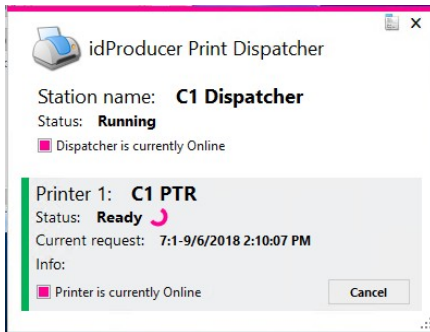 idProducer Print Dispatcher
Station name: C1 Dispatcher
Status: Running
Dispatcher is currently Online
Printer 1: C1 PTR
Status: Ready
Current request: 7:1-9/6/2018 2:10:07 PM
Info:
Printer is currently Online
Cancel